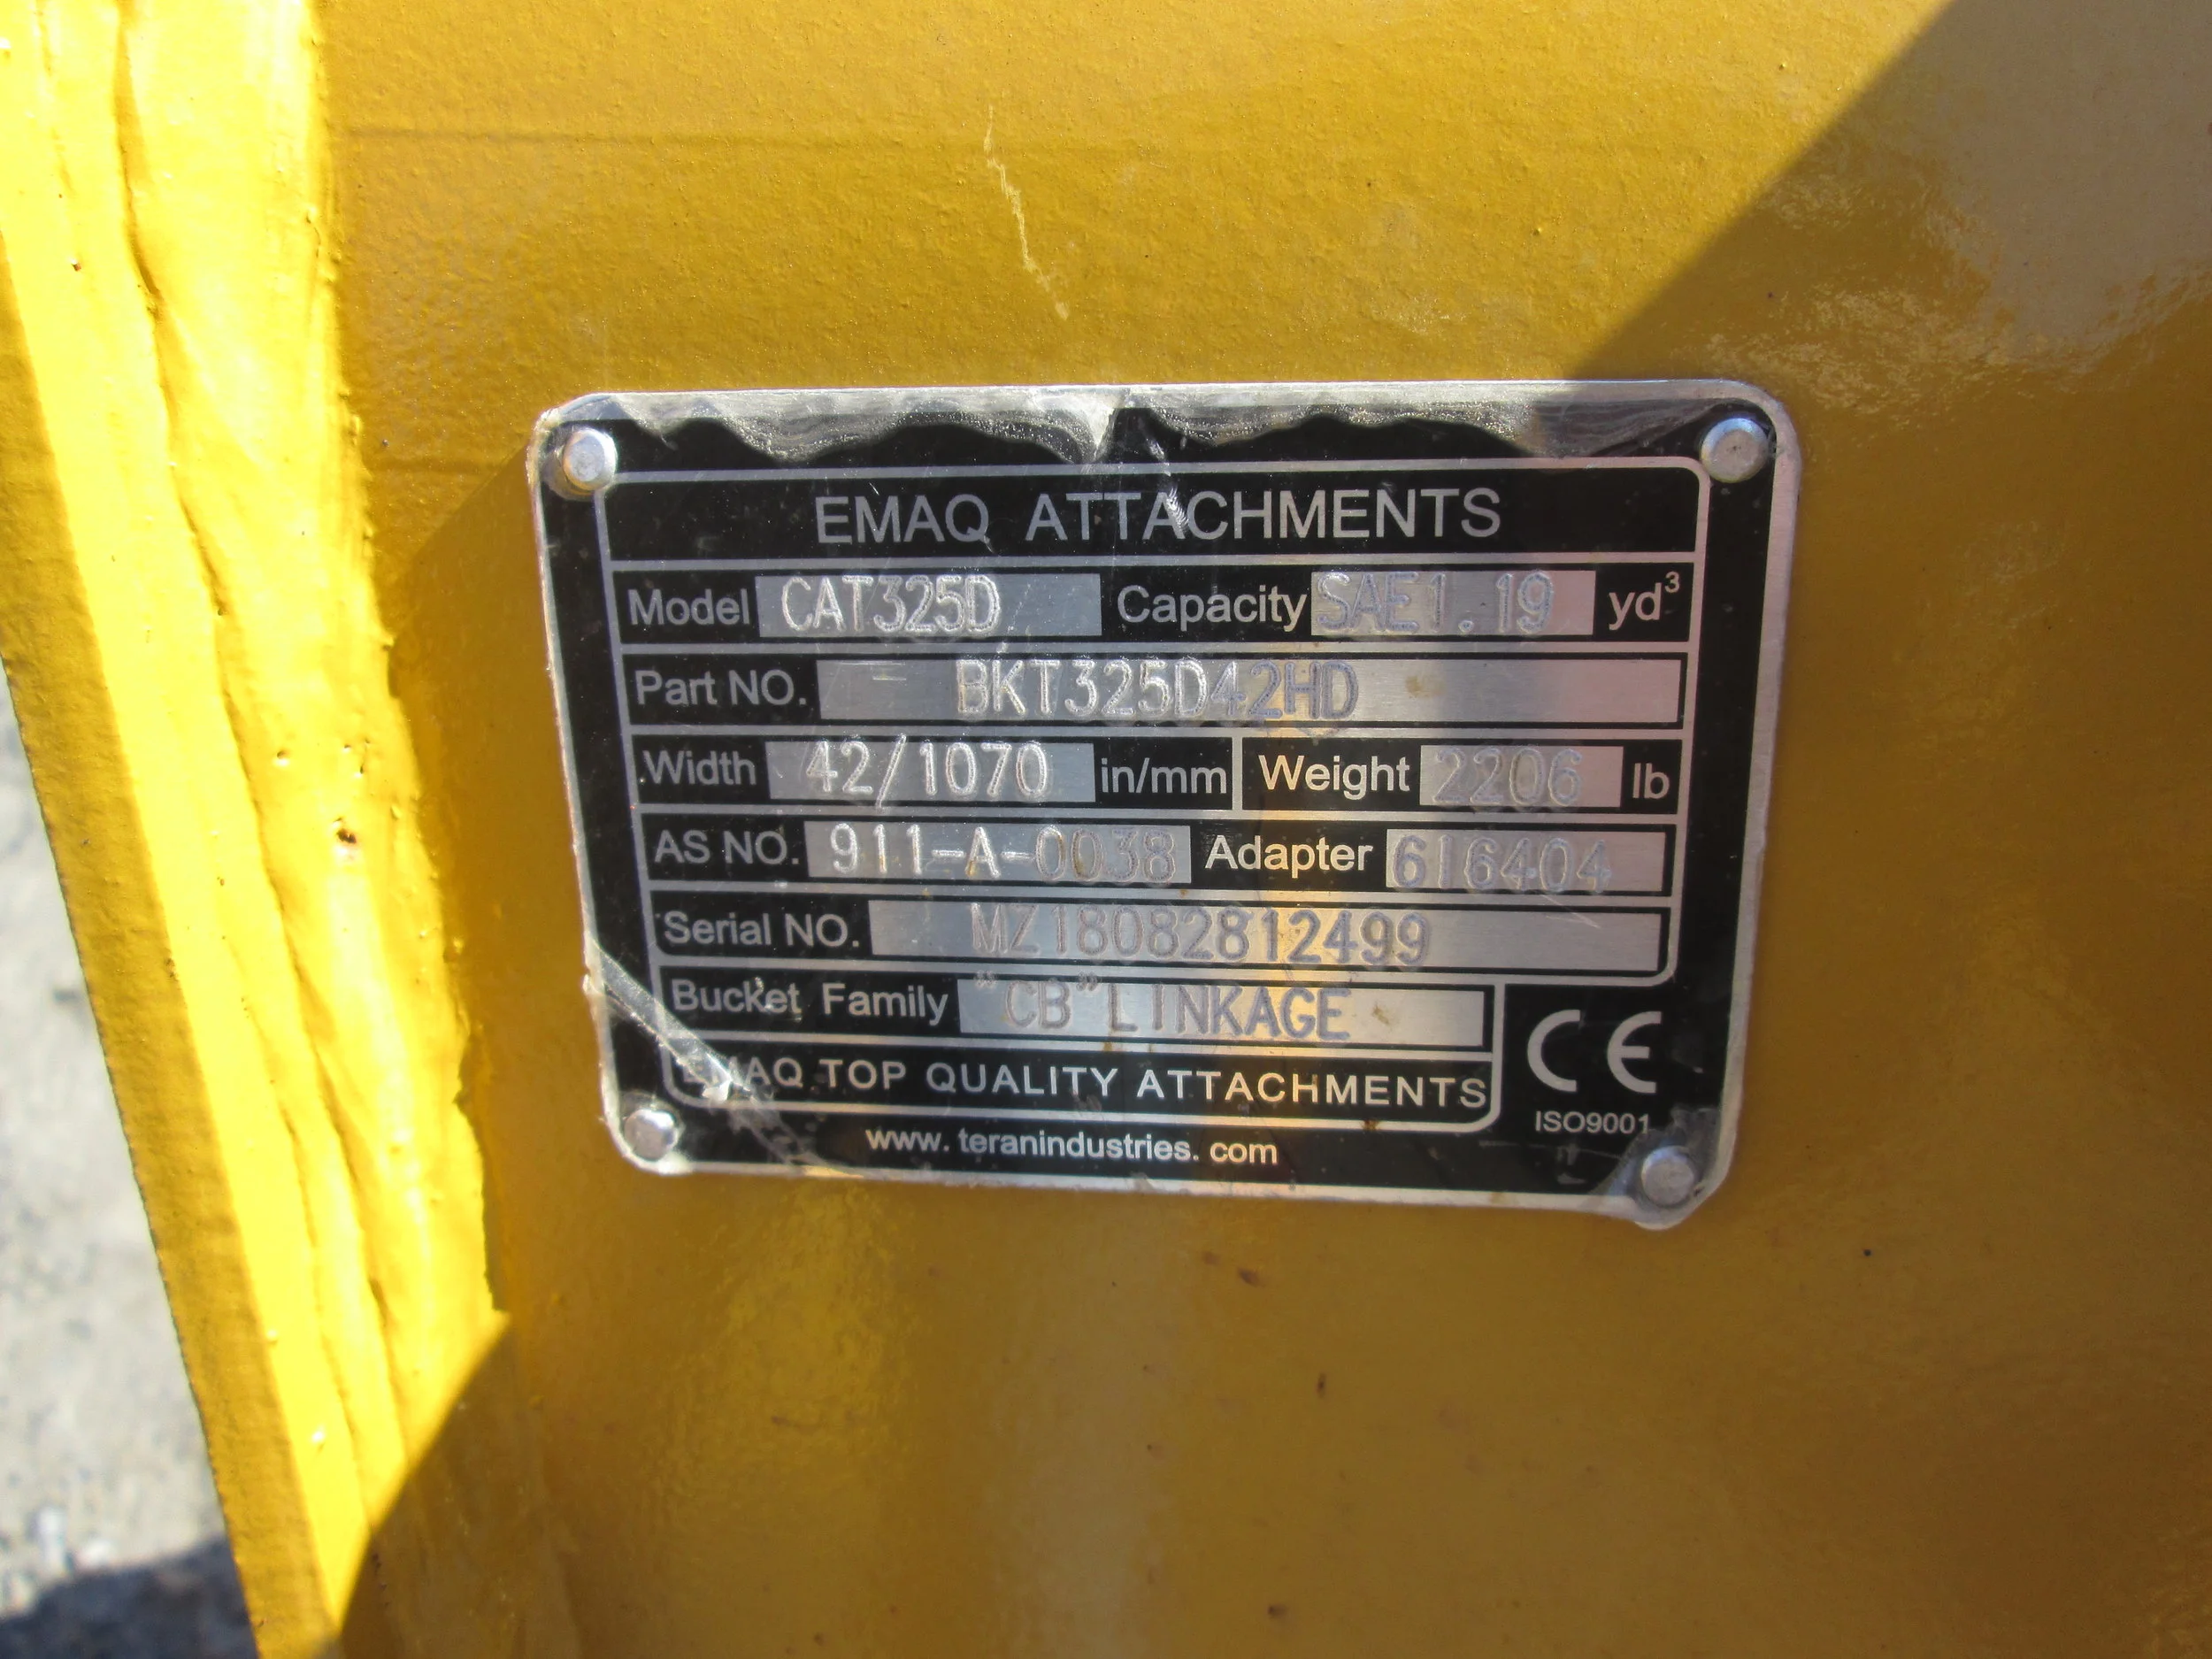 EMAQ ATTACHMENTS
Model CAT325D Capacity SAE1.19 yd³
Part NO. BKT325D42HD
Width 42/1070 in/mm Weight 2206 lb
AS NO. 911-A-0038 Adapter 616404
Serial NO. MZ18082812499
Bucket Family "CB"LINKAGE
EMAQ TOP QUALITY ATTACHMENTS
CE
ISO9001
www.teranindustries.com